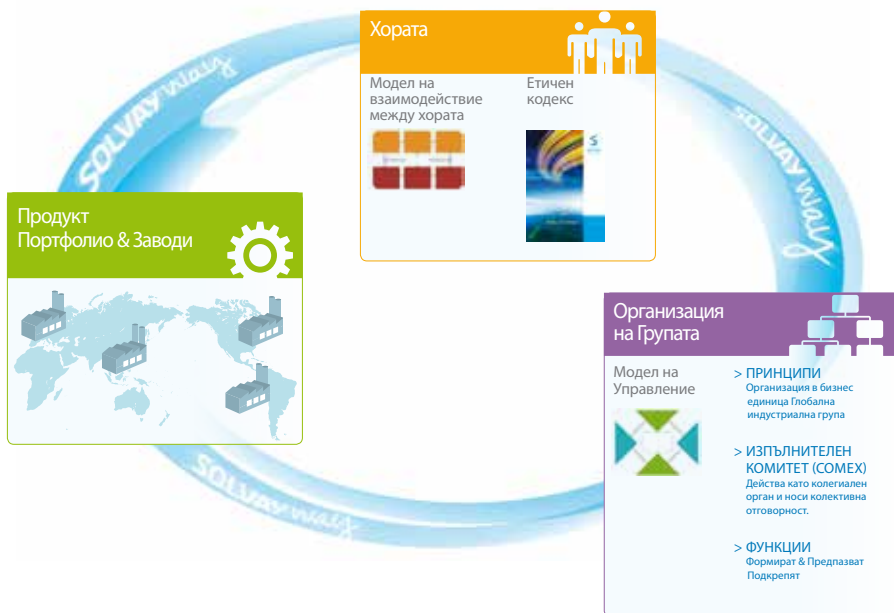 SOLVAY way
Хората
Модел на
взаимодействие
между хората
Етичен
кодекс
SOLVAY way
Продукт
Портфолио & Заводи
Организация
на Групата
Модел на
Управление
> ПРИНЦИПИ
Организация в бизнес
единица Глобална
индустриална група
> ИЗПЪЛНИТЕЛЕН
КОМИТЕТ (COMEX)
Действа като колегиален
орган и носи колективна
отговорност.
> ФУНКЦИИ
Формират & Предпазват
Подкрепят
SOLVAY way